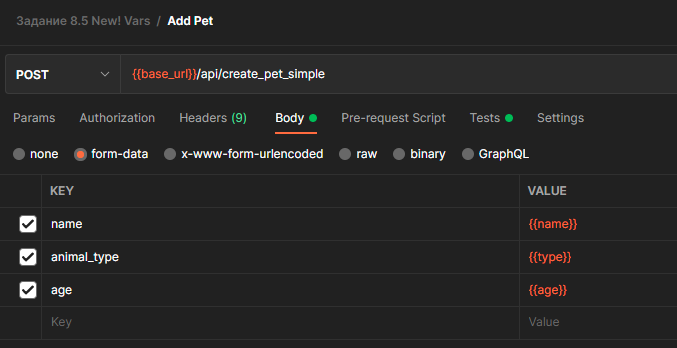 Задание 8.5 New! Vars / Add Pet
POST {{base_url}}/api/create_pet_simple
Params Authorization Headers (9) Body Pre-request Script Tests Settings
none form-data x-www-form-urlencoded raw binary GraphQL
KEY VALUE
name {{name}}
animal_type {{type}}
age {{age}}
Key Value